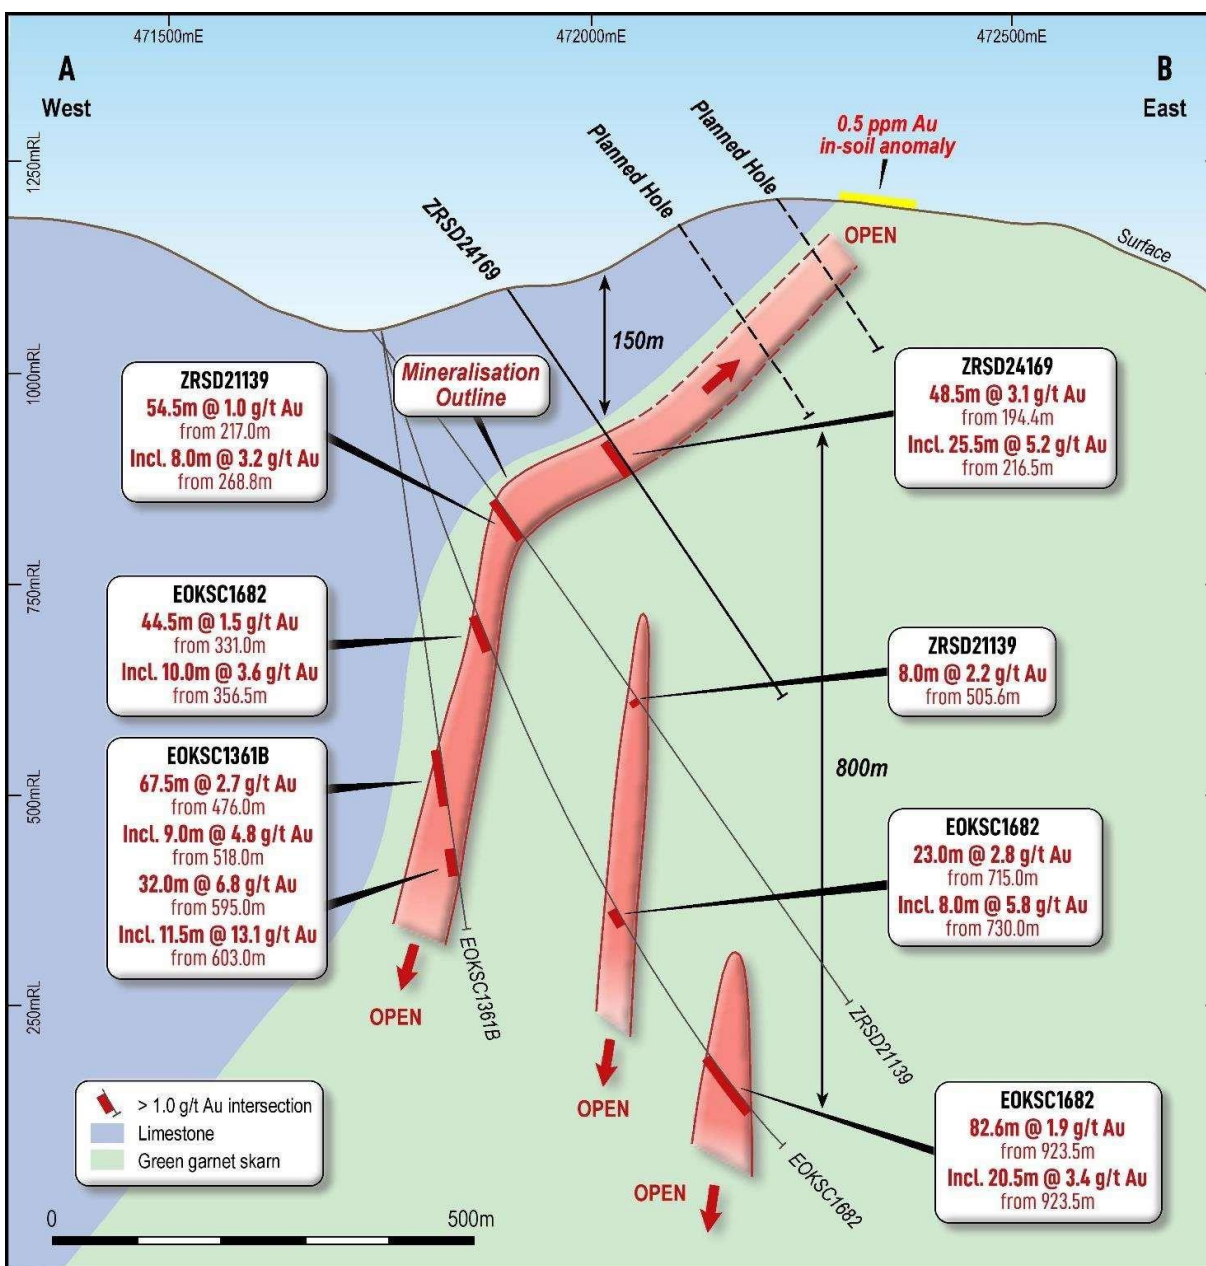 471500mE
472000mE
472500mE
A
West
B
East
1250mRL
1000mRL
750mRL
500mRL
250mRL
0.5 ppm Au
in-soil anomaly
Planned Hole
Planned Hole
ZRSD24169
OPEN
Surface
150m
Mineralisation
Outline
ZRSD21139
54.5m @ 1.0 g/t Au
from 217.0m
Incl. 8.0m @ 3.2 g/t Au
from 268.8m
ZRSD24169
48.5m @ 3.1 g/t Au
from 194.4m
Incl. 25.5m @ 5.2 g/t Au
from 216.5m
EOKSC1682
44.5m @ 1.5 g/t Au
from 331.0m
Incl. 10.0m @ 3.6 g/t Au
from 356.5m
ZRSD21139
8.0m @ 2.2 g/t Au
from 505.6m
EOKSC1361B
67.5m @ 2.7 g/t Au
from 476.0m
Incl. 9.0m @ 4.8 g/t Au
from 518.0m
32.0m @ 6.8 g/t Au
from 595.0m
Incl. 11.5m @ 13.1 g/t Au
from 603.0m
800m
EOKSC1682
23.0m @ 2.8 g/t Au
from 715.0m
Incl. 8.0m @ 5.8 g/t Au
from 730.0m
EOKSC1361B
OPEN
ZRSD21139
OPEN
EOKSC1682
82.6m @ 1.9 g/t Au
from 923.5m
Incl. 20.5m @ 3.4 g/t Au
from 923.5m
EOKSC1682
OPEN
> 1.0 g/t Au intersection
Limestone
Green garnet skarn
0
500m